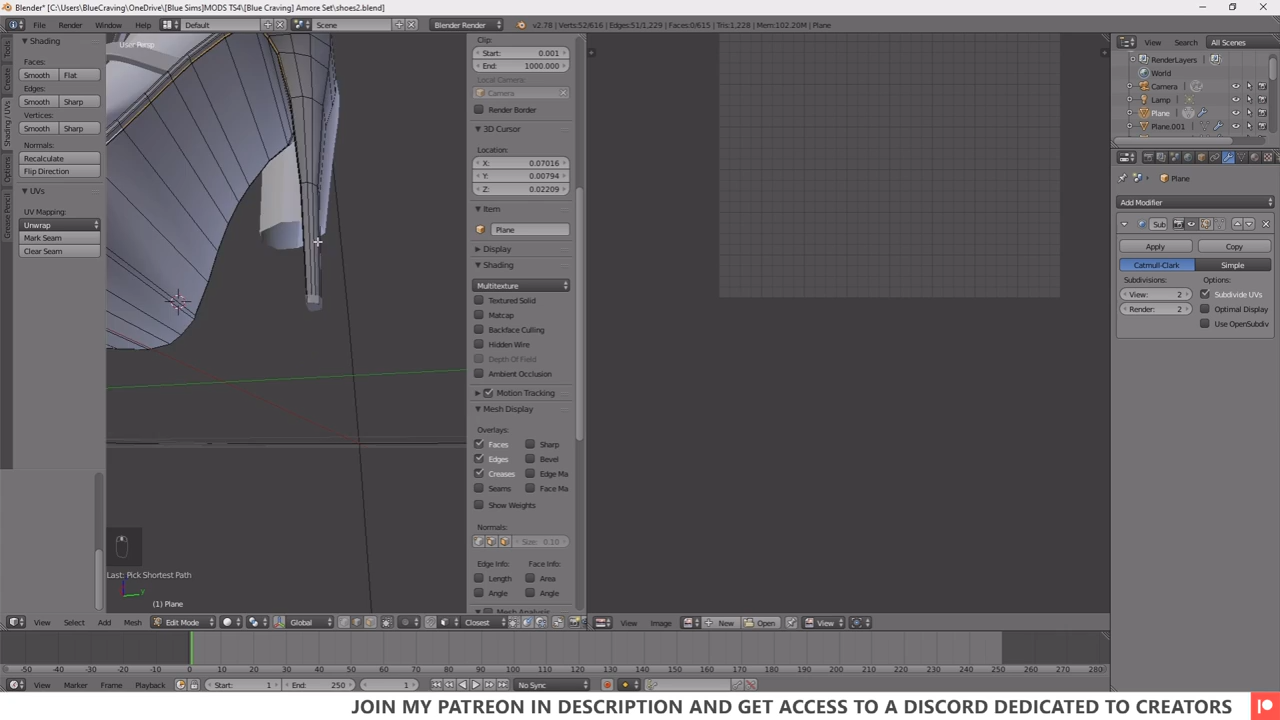 Blender* [C:\Users\BlueCraving\OneDrive\[Blue Sims]MODS TS4\[Blue Craving] Amore Set\shoes2.blend]
File Render Window Help Default Scene Blender Render v2.78 | Verts:52/616 | Edges:51/1,229 | Faces:0/615 | Tris:1,228 | Mem:102.20M | Plane
Shading
Faces:
Smooth Flat
Edges:
Smooth Sharp
Vertices:
Smooth Sharp
Normals:
Recalculate
Flip Direction
UVs
UV Mapping:
Unwrap
Mark Seam
Clear Seam
Tools
Create
Shading / UVs
Options
Grease Pencil
User Persp
Last: Pick Shortest Path
(1) Plane
Clip:
Start: 0.001
End: 1000.000
Local Camera:
Camera
Render Border
3D Cursor
Location:
X: 0.07016
Y: 0.00794
Z: 0.02209
Item
Plane
Display
Shading
Multitexture
Textured Solid
Matcap
Backface Culling
Hidden Wire
Depth Of Field
Ambient Occlusion
Motion Tracking
Mesh Display
Overlays:
Faces Sharp
Edges Bevel
Creases Edge Ma
Seams Face Ma
Show Weights
Normals:
Size: 0.10
Edge Info: Face Info:
Length Area
Angle Angle
Mesh Analysis
View Search All Scenes
RenderLayers
World
Camera
Lamp
Plane
Plane.001
Plane
Add Modifier
Sub
Apply Copy
Catmull-Clark Simple
Subdivisions: Options:
View: 2 Subdivide UVs
Render: 2 Optimal Display
Use OpenSubdiv
View Select Add Mesh Edit Mode Global Closest
View Image New Open View
-50 -40 -30 -20 -10 0 10 20 30 40 50 60 70 80 90 100 110 120 130 140 150 160 170 180 190 200 210 220 230 240 250 260 270 280
View Marker Frame Playback Start: 1 End: 250 1 No Sync
JOIN MY PATREON IN DESCRIPTION AND GET ACCESS TO A DISCORD DEDICATED TO CREATORS